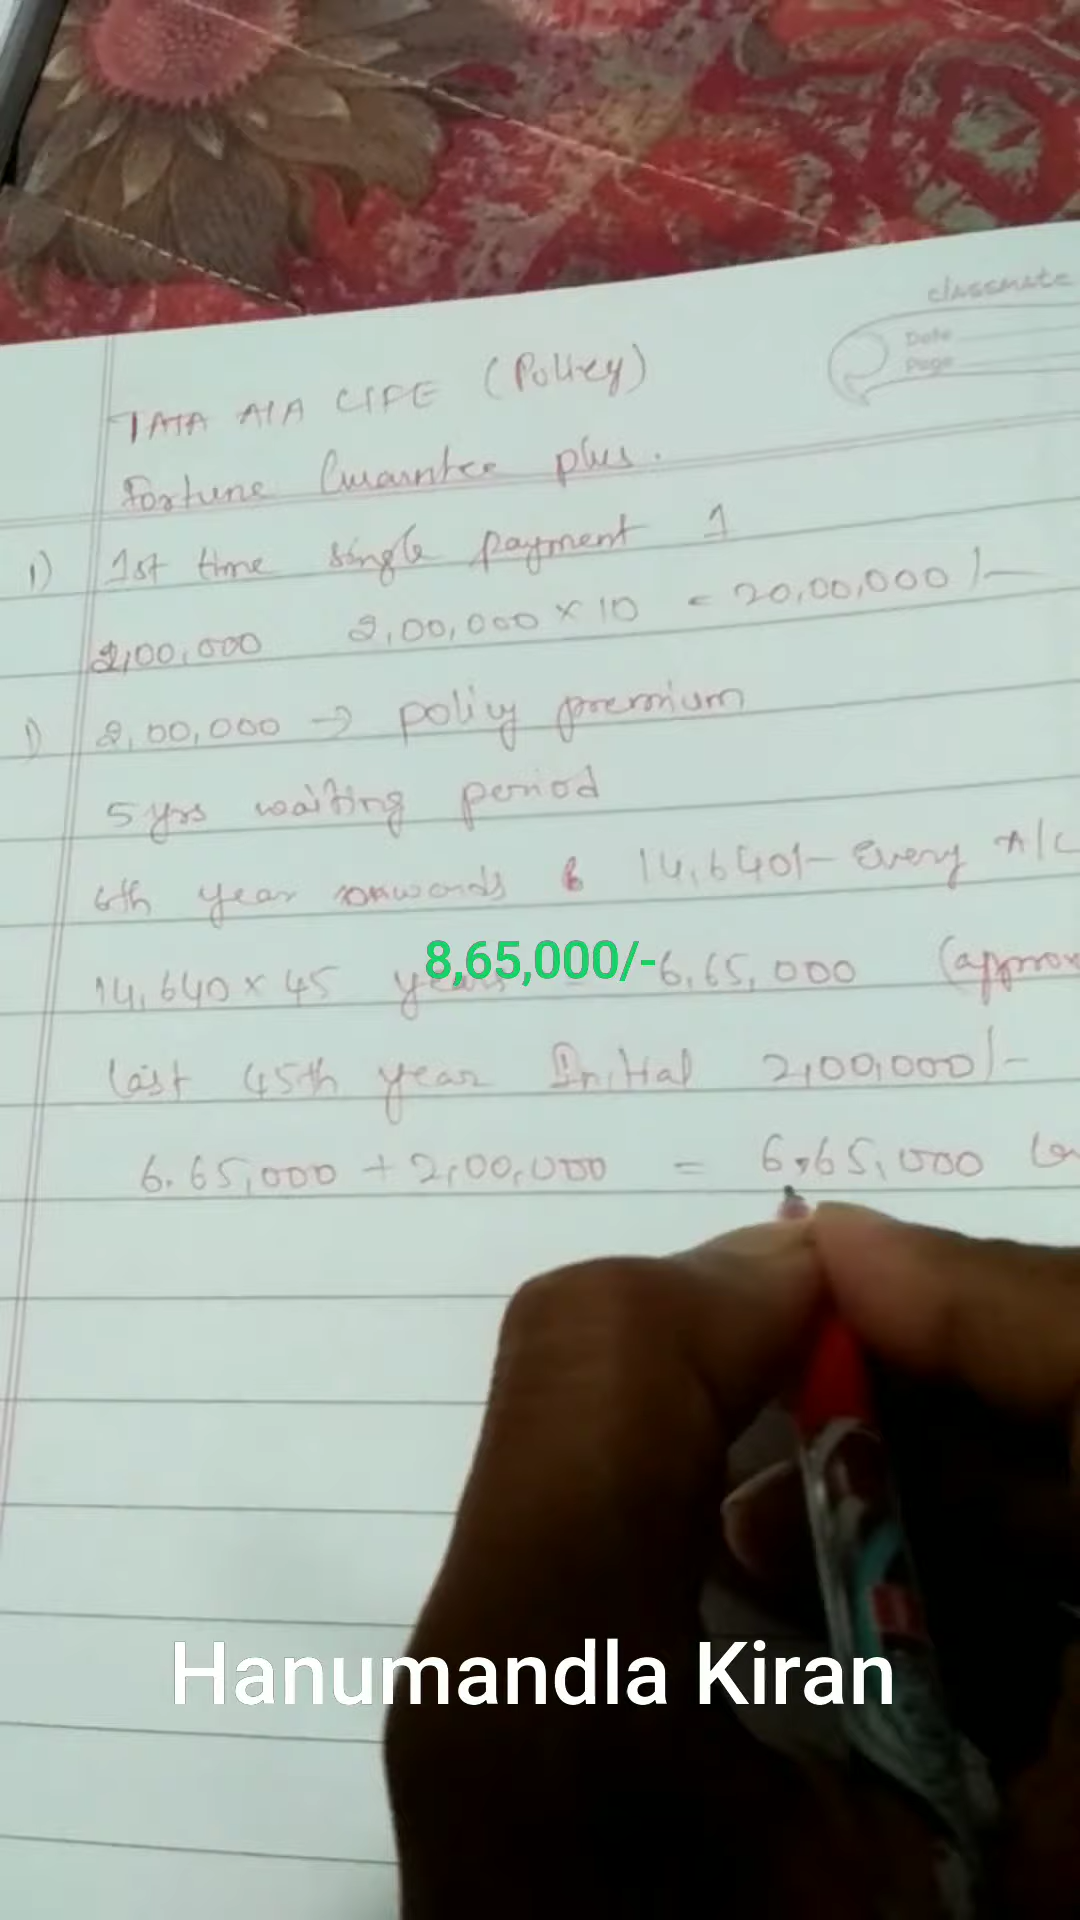 classmate
Date
Page
TATA AIA LIFE (Policy)
Fortune Guarntee plus.
1) 1st time single payment 1
2,00,000 2,00,000 x 10 = 20,00,000/-
1) 2,00,000 → policy premium
5 yrs waiting period
6th year onwards 14,640/- Every A/C
8,65,000/-
14,640 x 45 years = 6,65,000 (approx
last 45th year Initial 2,00,000/-
6.65,000 + 2,00,000 = 6,65,000
Hanumandla Kiran